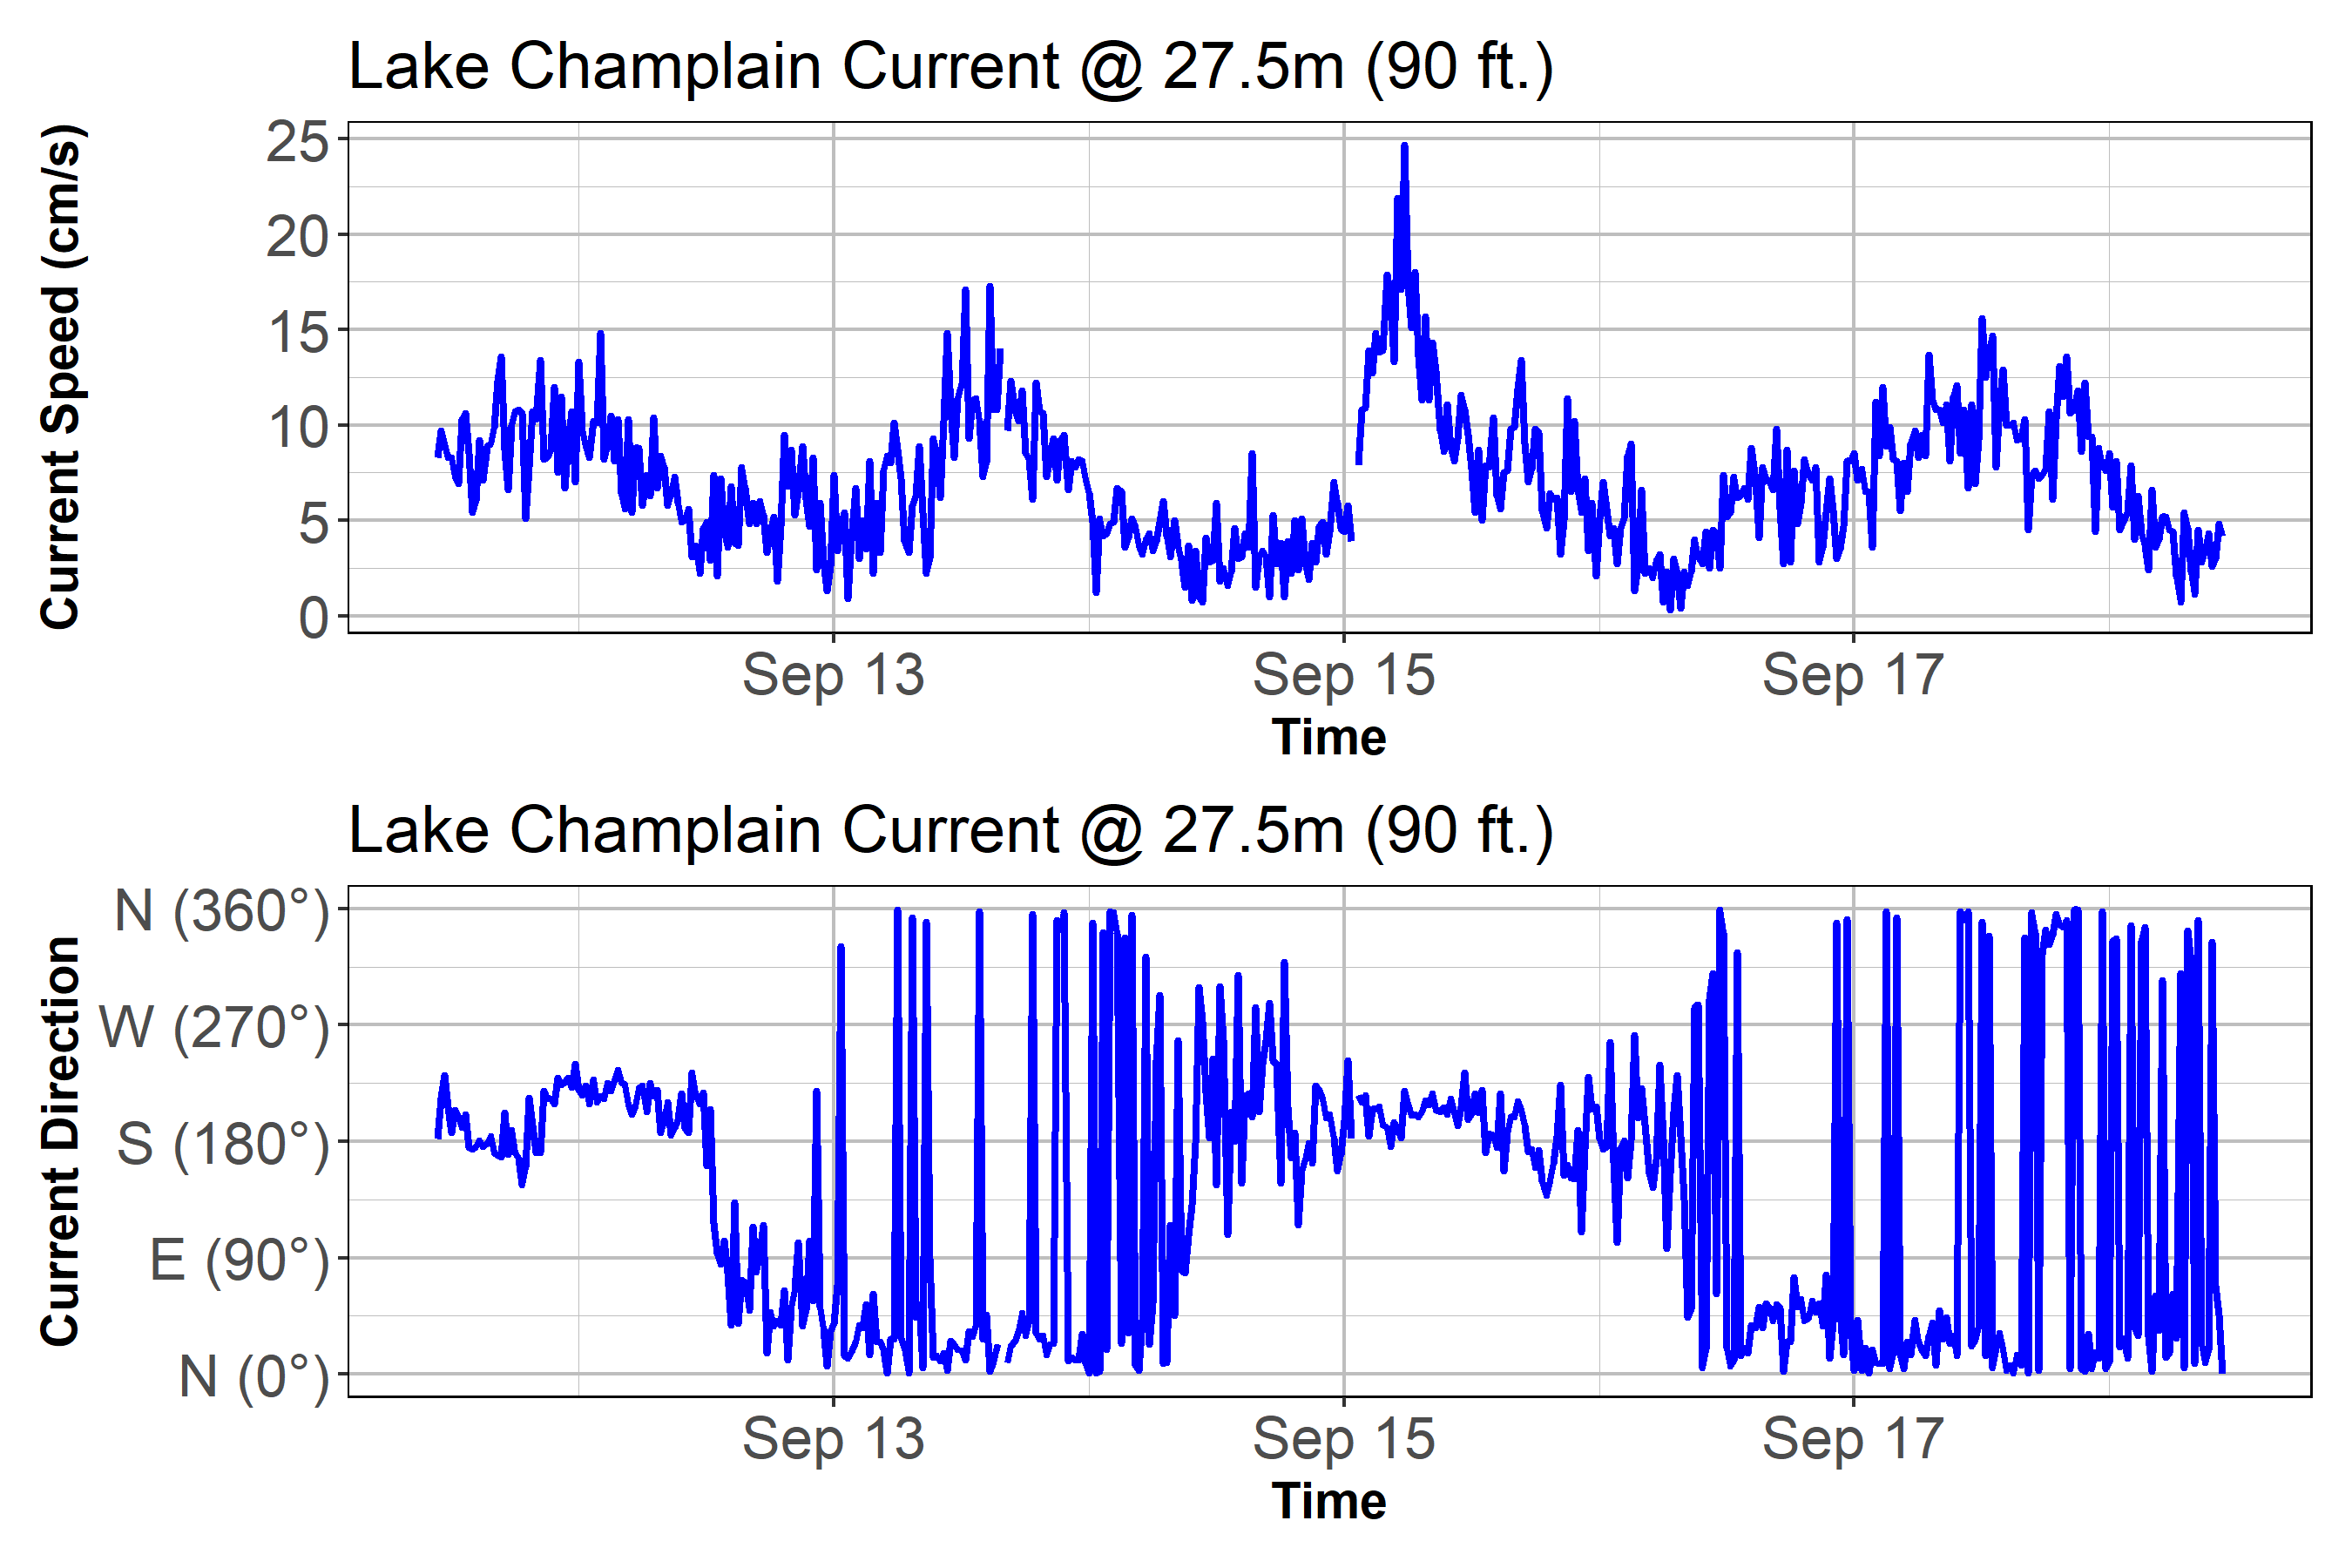 Lake Champlain Current @ 27.5m (90 ft.)
Current Speed (cm/s)
25
20
15
10
5
0
Sep 13 Sep 15 Sep 17
Time
Lake Champlain Current @ 27.5m (90 ft.)
Current Direction
N (360°)
W (270°)
S (180°)
E (90°)
N (0°)
Sep 13 Sep 15 Sep 17
Time